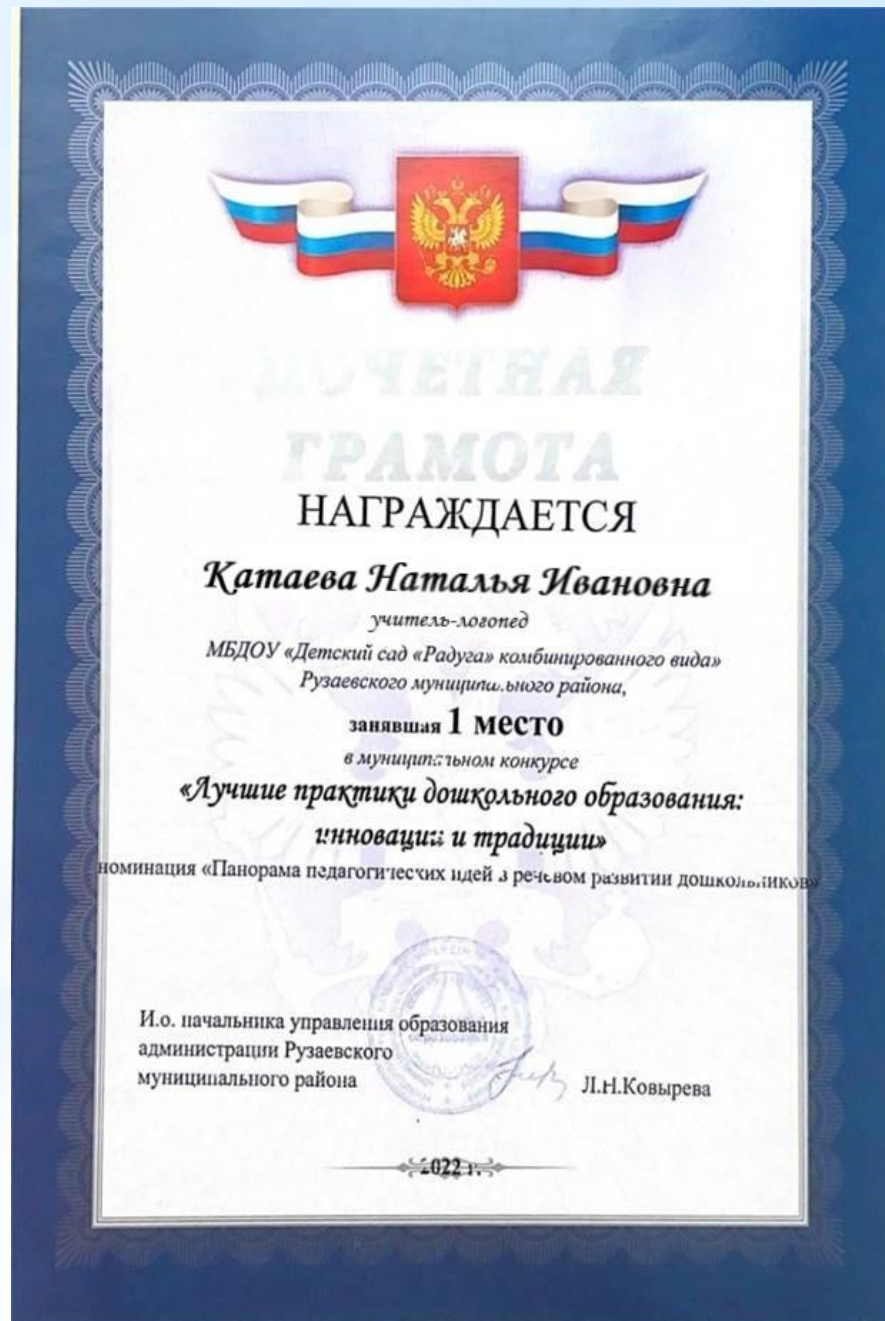 ПОЧЕТНАЯ
ГРАМОТА
НАГРАЖДАЕТСЯ
Катаева Наталья Ивановна
учитель-логопед
МБДОУ «Детский сад «Радуга» комбинированного вида»
Рузаевского муниципального района,
занявшая 1 место
в муниципальном конкурсе
«Лучшие практики дошкольного образования:
инновации и традиции»
номинация «Панорама педагогических идей в речевом развитии дошкольников»
И.о. начальника управления образования
администрации Рузаевского
муниципального района
Л.Н.Ковырева
2022 г.